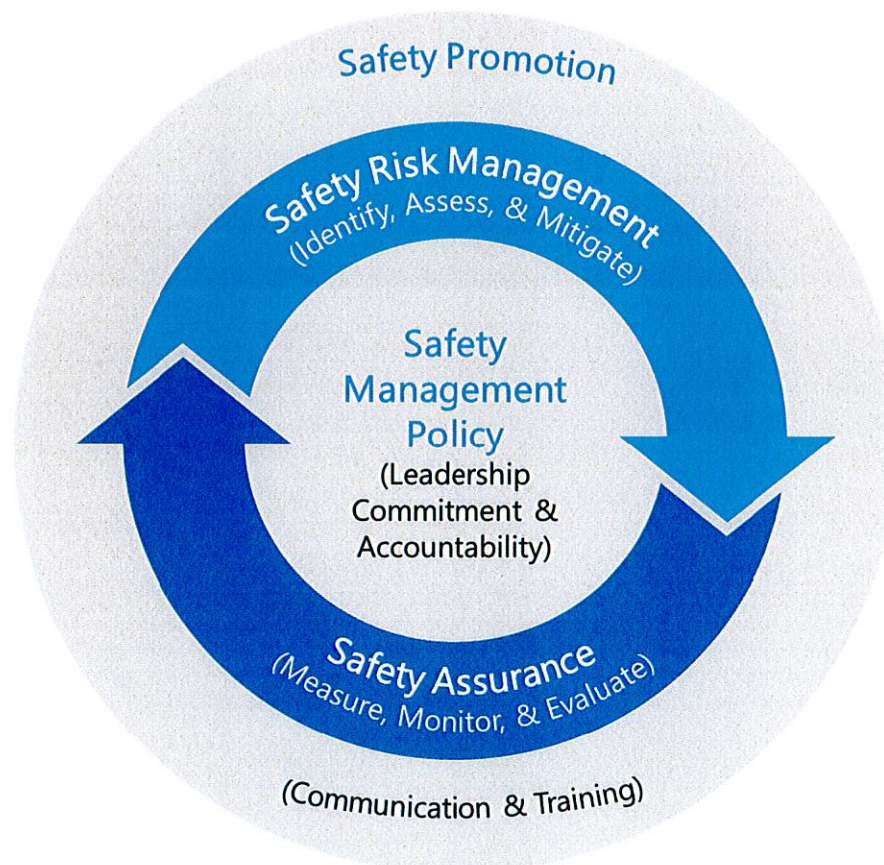 Safety Promotion
Safety Risk Management
(Identify, Assess, & Mitigate)
Safety
Management
Policy
(Leadership
Commitment &
Accountability)
Safety Assurance
(Measure, Monitor, & Evaluate)
(Communication & Training)